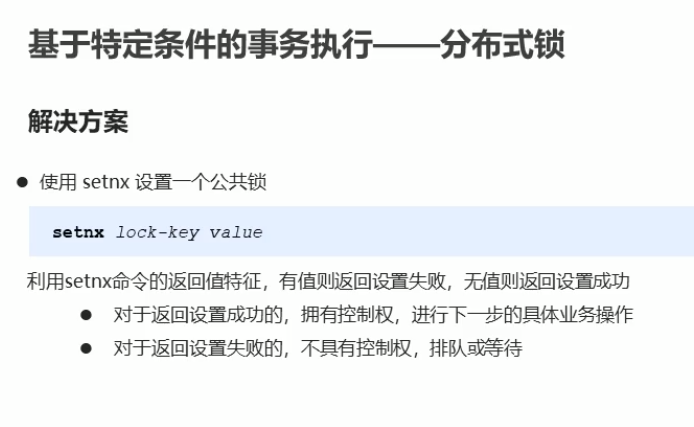 基于特定条件的事务执行——分布式锁
解决方案
● 使用 setnx 设置一个公共锁
setnx lock-key value
利用setnx命令的返回值特征，有值则返回设置失败，无值则返回设置成功
● 对于返回设置成功的，拥有控制权，进行下一步的具体业务操作
● 对于返回设置失败的，不具有控制权，排队或等待